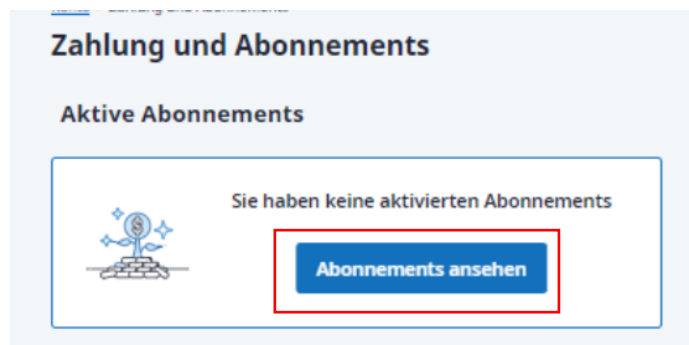 Zahlung und Abonnements
Aktive Abonnements
Sie haben keine aktivierten Abonnements
Abonnements ansehen